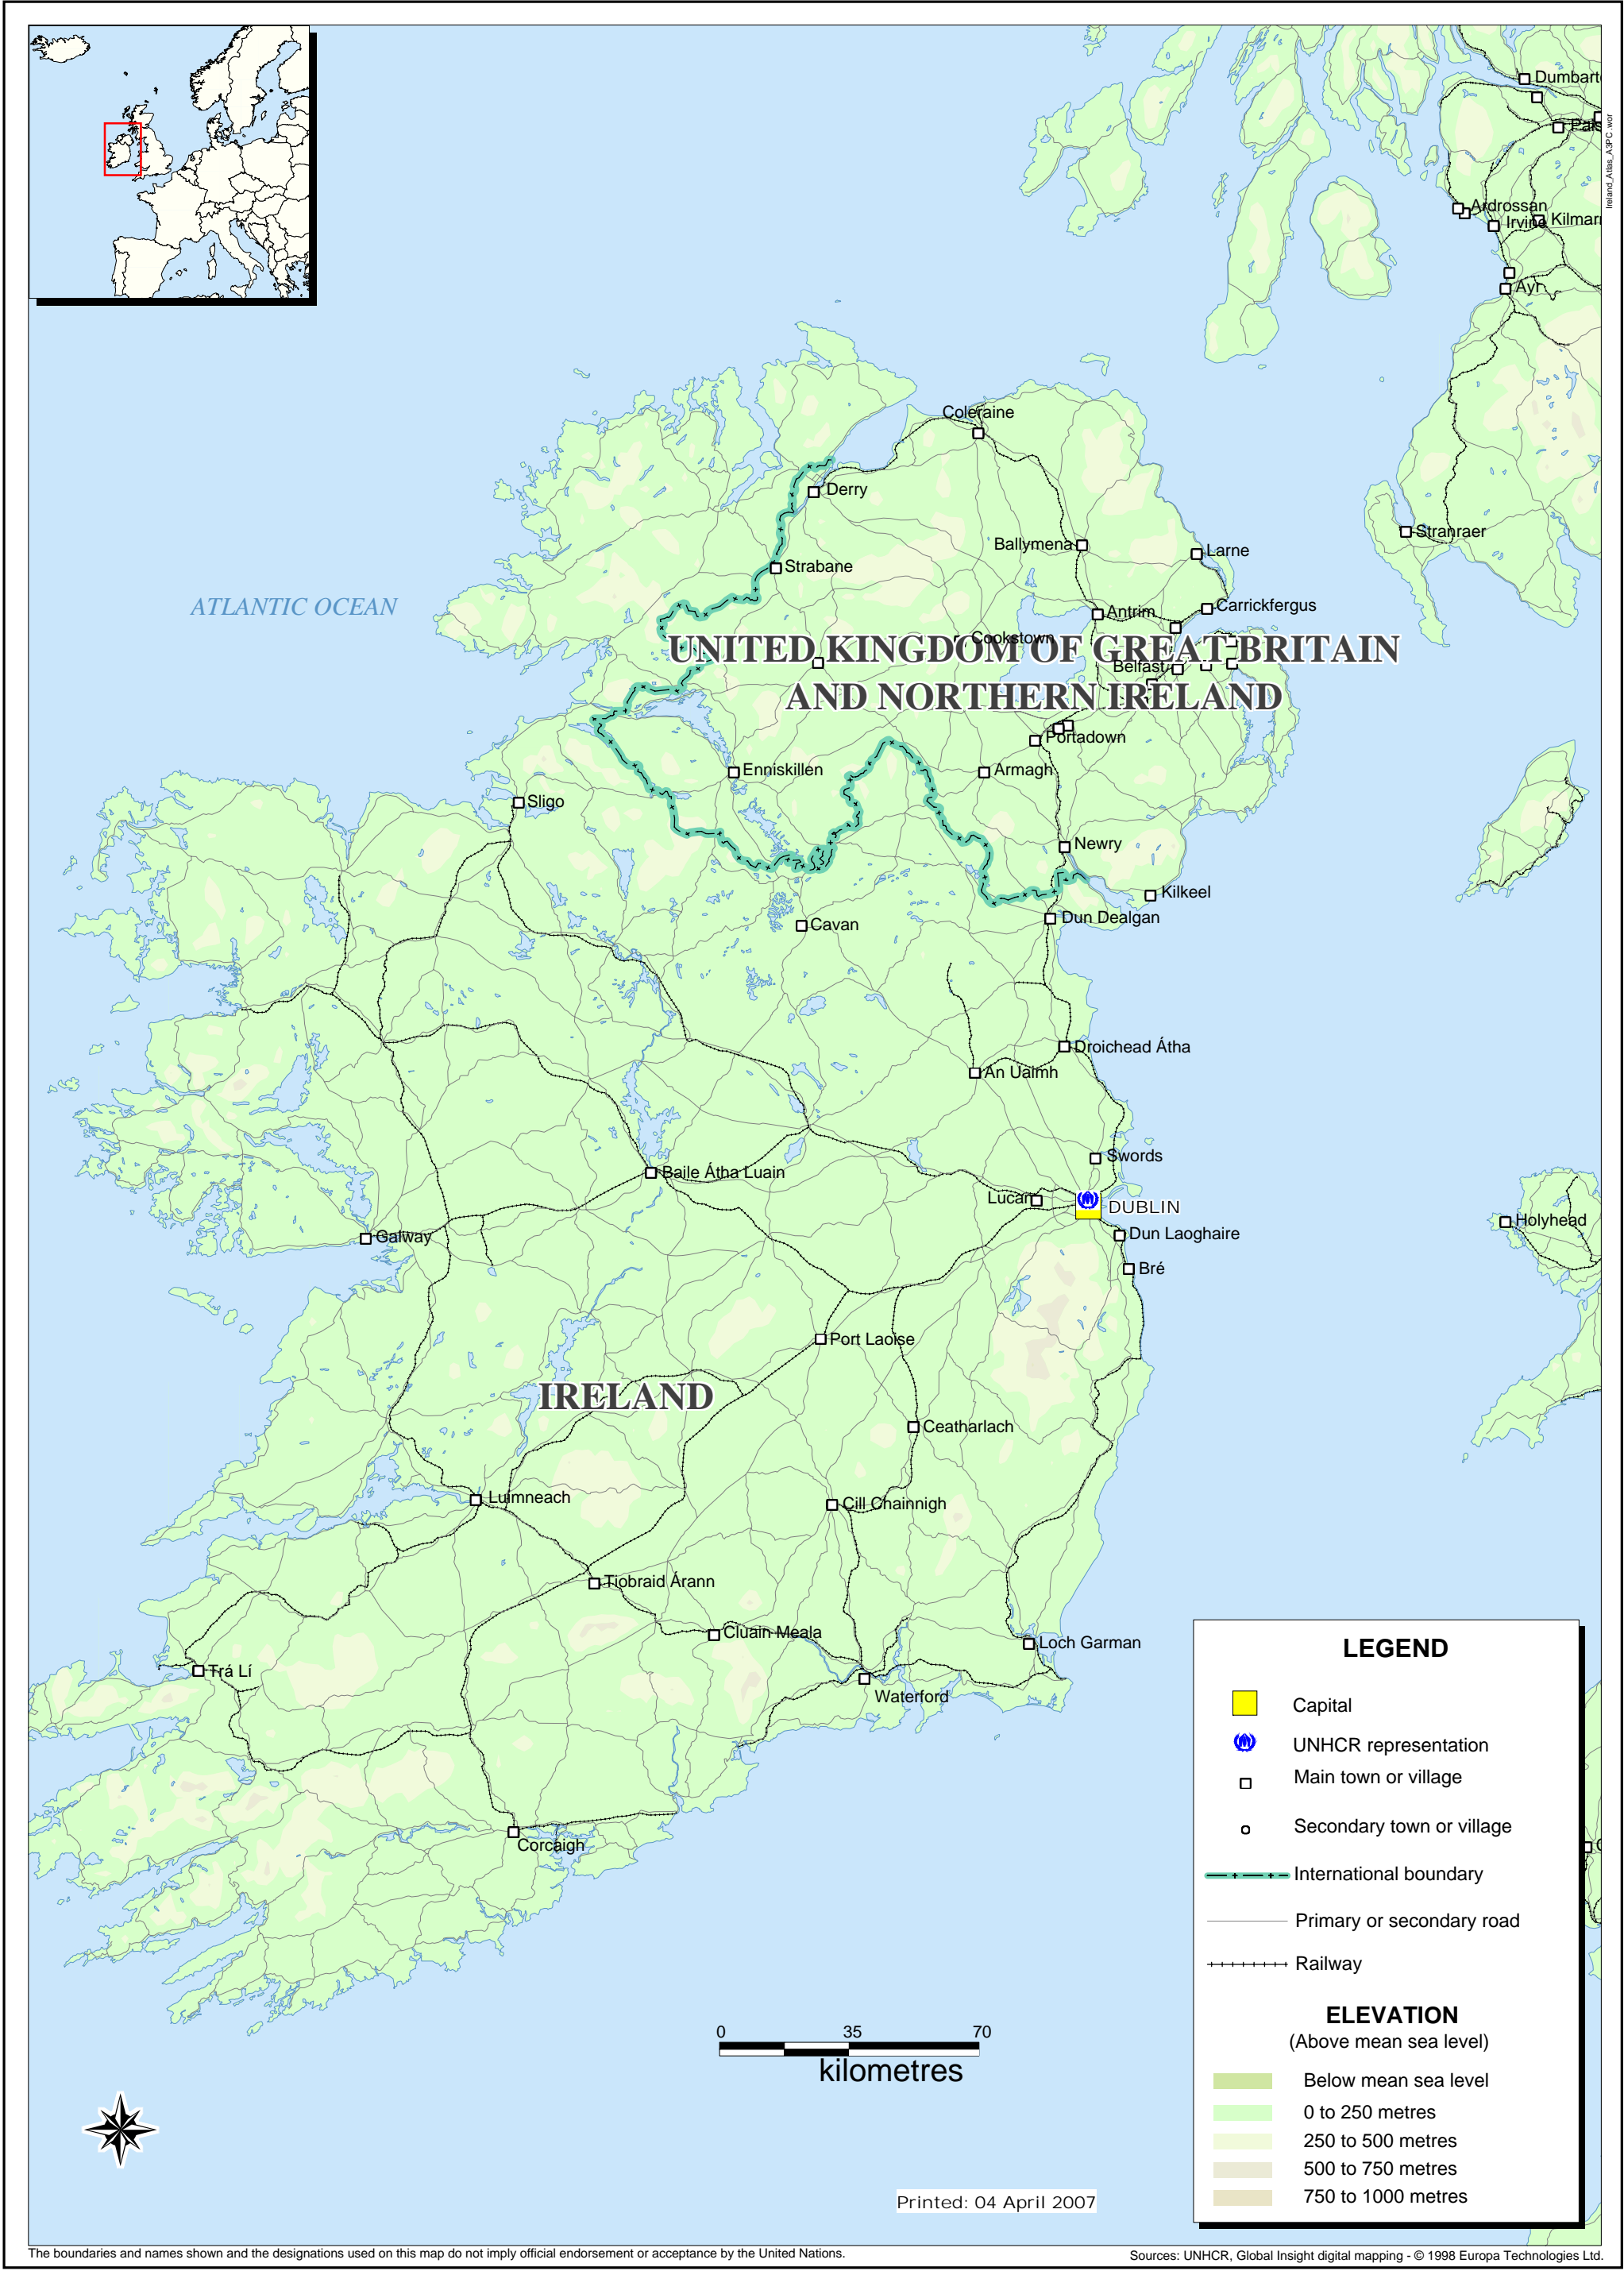 Dumbart
Ireland_Atlas_A3PC.wor
Ardrossan
Irvine
Kilmar
Ayr
Coleraine
Derry
Stranraer
Ballymena
Larne
Strabane
ATLANTIC OCEAN
Carrickfergus
Antrim
Cookstown
UNITED KINGDOM OF GREAT BRITAIN
Belfast
AND NORTHERN IRELAND
Portadown
Enniskillen
Armagh
Sligo
Newry
Kilkeel
Dun Dealgan
Cavan
Droichead Átha
An Uaimh
Swords
Baile Átha Luain
Lucan
DUBLIN
Holyhead
Galway
Dun Laoghaire
Bré
Port Laoise
IRELAND
Ceatharlach
Luimneach
Cill Chainnigh
Tiobraid Árann
Cluain Meala
Loch Garman
Trá Lí
Waterford
Corcaigh
LEGEND
Capital
UNHCR representation
Main town or village
Secondary town or village
International boundary
Primary or secondary road
Railway
ELEVATION
(Above mean sea level)
Below mean sea level
0 to 250 metres
250 to 500 metres
500 to 750 metres
750 to 1000 metres
0 35 70
kilometres
Printed: 04 April 2007
The boundaries and names shown and the designations used on this map do not imply official endorsement or acceptance by the United Nations.
Sources: UNHCR, Global Insight digital mapping - © 1998 Europa Technologies Ltd.